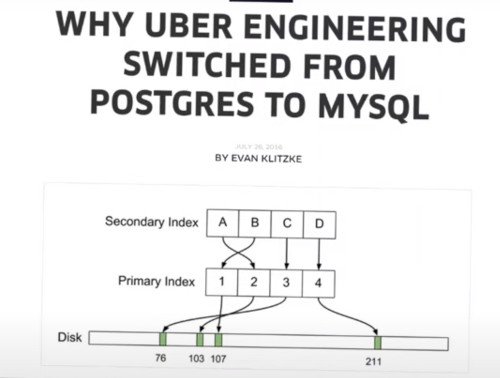 WHY UBER ENGINEERING
SWITCHED FROM
POSTGRES TO MYSQL
JULY 26, 2016
BY EVAN KLITZKE
Secondary Index A B C D
Primary Index 1 2 3 4
Disk
76 103 107 211